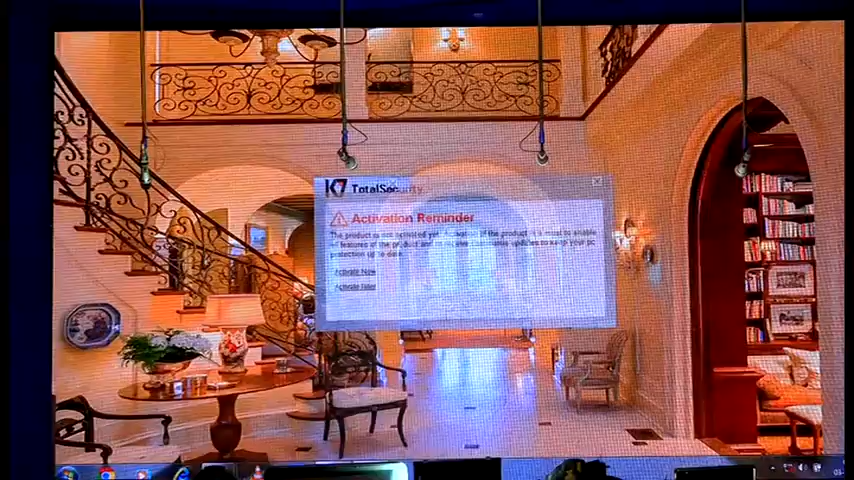 K7 TotalSecurity
Activation Reminder
The product is not activated yet. Activation of the product is a must to enable
all features of the product and to receive continuous updates to keep your pc
protection up to date.
Activate Now
Activate later
03-